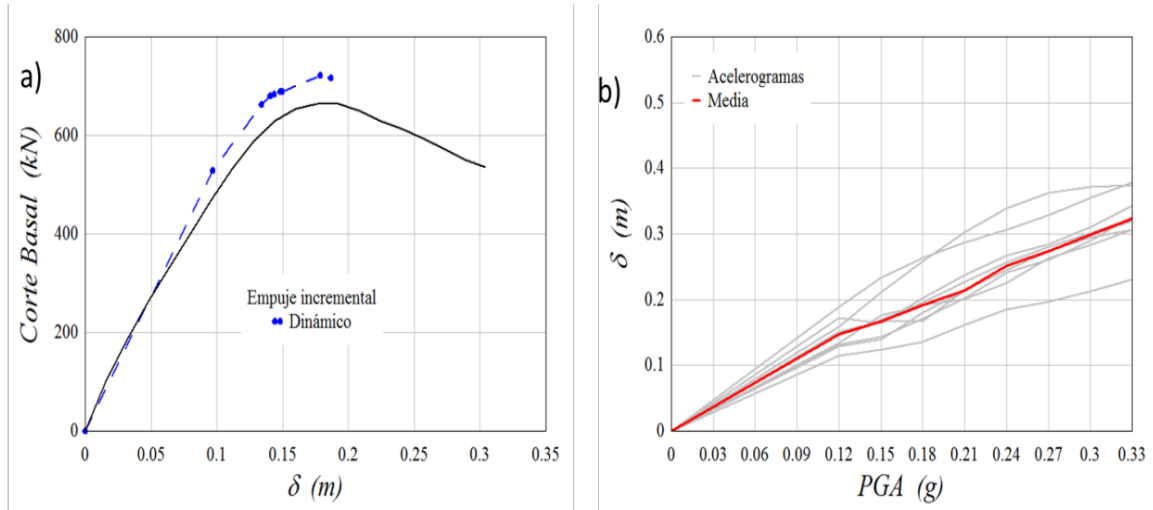 a)
800
600
400
200
0
Corte Basal (kN)
Empuje incremental
Dinámico
0 0.05 0.1 0.15 0.2 0.25 0.3 0.35
δ (m)
b)
0.6
0.5
0.4
0.3
0.2
0.1
0
δ (m)
Acelerogramas
Media
0 0.03 0.06 0.09 0.12 0.15 0.18 0.21 0.24 0.27 0.3 0.33
PGA (g)